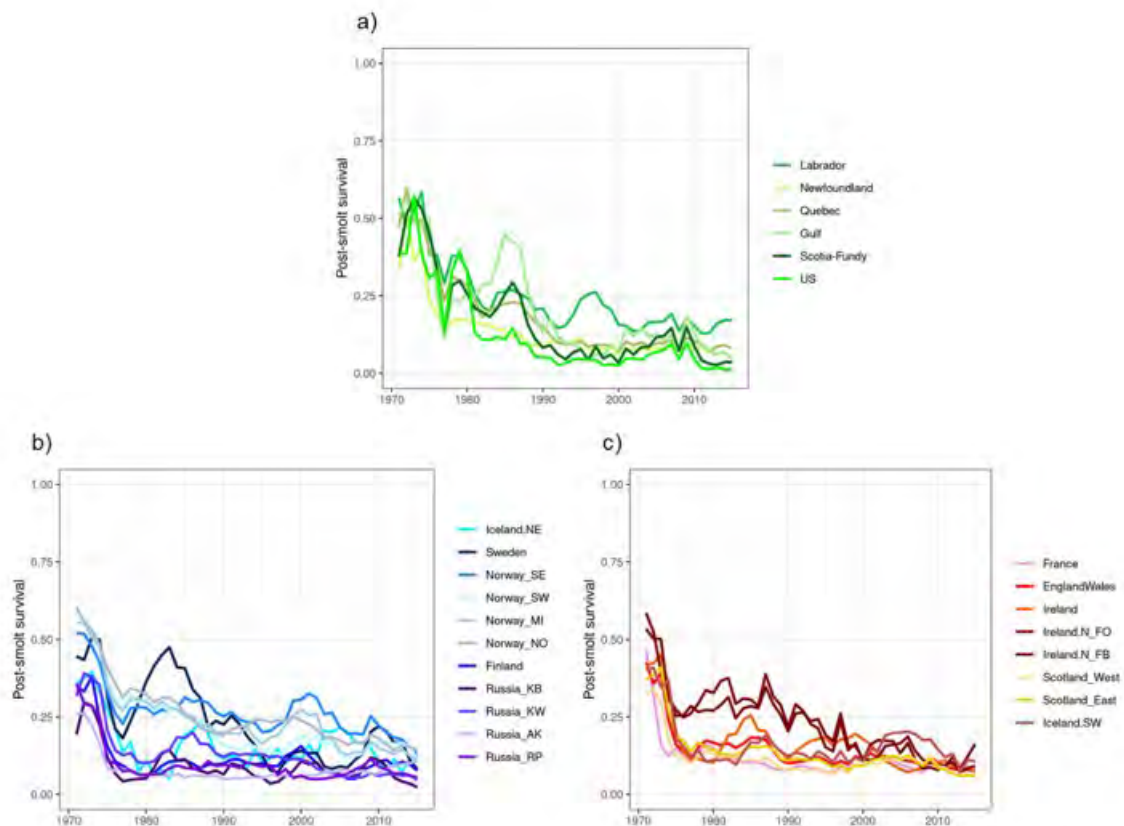 a)
1.00
0.75
0.50
0.25
0.00
Post-smolt survival
1970
1980
1990
2000
2010
Labrador
Newfoundland
Quebec
Gulf
Scotia-Fundy
US
b)
1.00
0.75
0.50
0.25
0.00
Post-smolt survival
1970
1980
1990
2000
2010
Iceland.NE
Sweden
Norway_SE
Norway_SW
Norway_MI
Norway_NO
Finland
Russia_KB
Russia_KW
Russia_AK
Russia_RP
c)
1.00
0.75
0.50
0.25
0.00
Post-smolt survival
1970
1980
1990
2000
2010
France
EnglandWales
Ireland
Ireland.N_FO
Ireland.N_FB
Scotland_West
Scotland_East
Iceland.SW